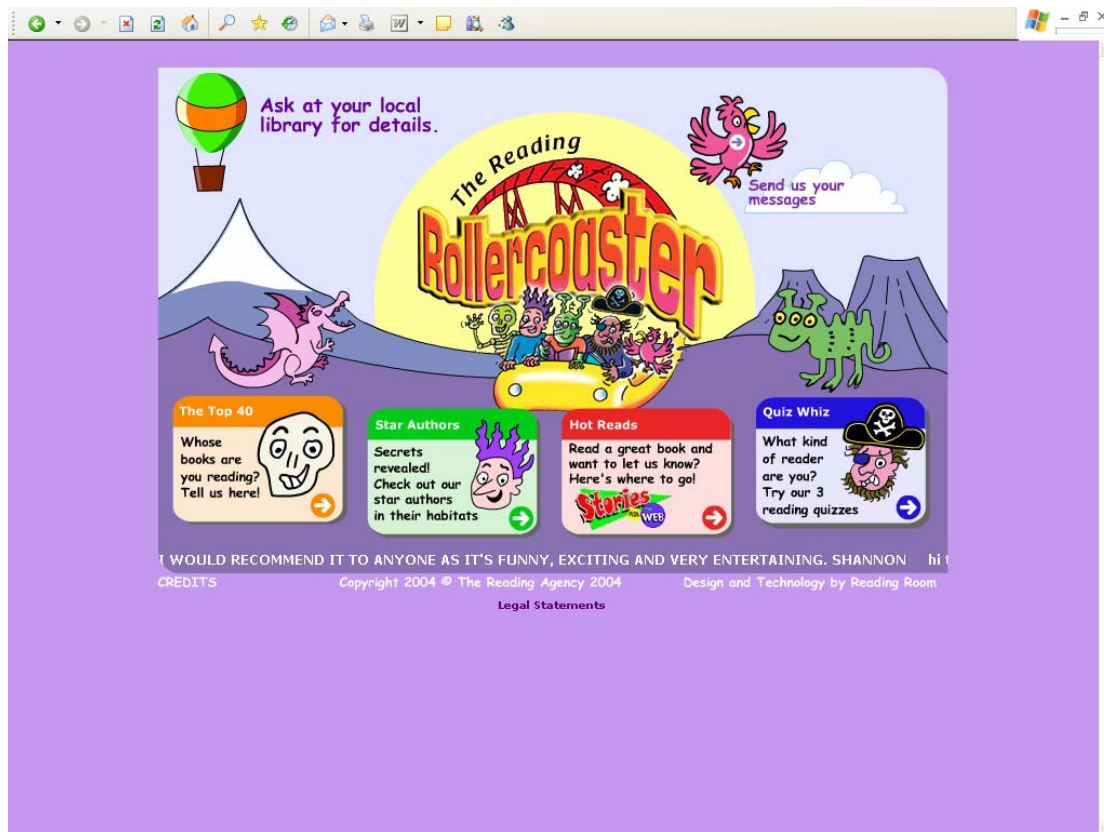 Ask at your local
library for details.
The Reading
Rollercoaster
Send us your
messages
The Top 40
Whose
books are
you reading?
Tell us here!
Star Authors
Secrets
revealed!
Check out our
star authors
in their habitats
Hot Reads
Read a great book and
want to let us know?
Here's where to go!
Stories
WEB
Quiz Whiz
What kind
of reader
are you?
Try our 3
reading quizzes
I WOULD RECOMMEND IT TO ANYONE AS IT'S FUNNY, EXCITING AND VERY ENTERTAINING. SHANNON hi
CREDITS Copyright 2004 © The Reading Agency 2004 Design and Technology by Reading Room
Legal Statements